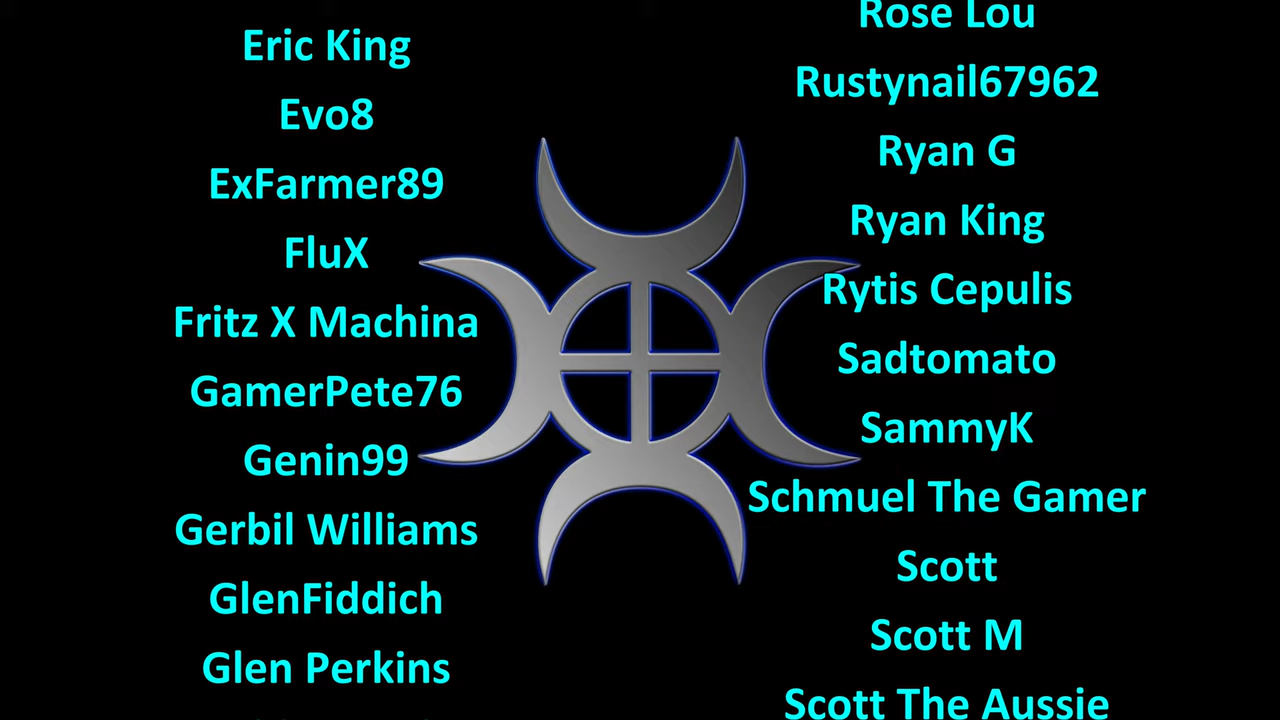 Eric King
Evo8
ExFarmer89
FluX
Fritz X Machina
GamerPete76
Genin99
Gerbil Williams
GlenFiddich
Glen Perkins
Rose Lou
Rustynail67962
Ryan G
Ryan King
Rytis Cepulis
Sadtomato
SammyK
Schmuel The Gamer
Scott
Scott M
Scott The Aussie